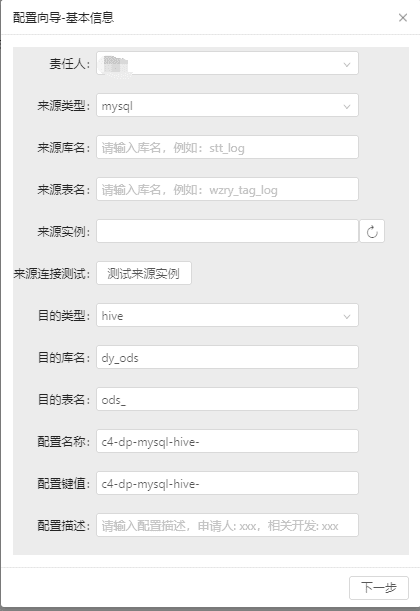 配置向导-基本信息
责任人：
来源类型： mysql
来源库名： 请输入库名，例如：stt_log
来源表名： 请输入库名，例如：wzry_tag_log
来源实例：
来源连接测试： 测试来源实例
目的类型： hive
目的库名： dy_ods
目的表名： ods_
配置名称： c4-dp-mysql-hive-
配置键值： c4-dp-mysql-hive-
配置描述： 请输入配置描述，申请人: xxx，相关开发: xxx
下一步